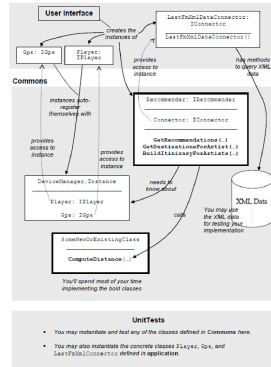 User Interface
LastFmXmlDataConnector:
IConnector
LastFmXmlDataConnector()
creates the
instances of
Gps: IGps
Player:
IPlayer
provides
access to
instance
has methods
to query XML
data
Commons
instances auto-
register
themselves with
Recommender: IRecommender
Connector: IConnector
GetRecommendations(…)
GetDestinationsForArtist(…)
BuildItiniraryForArtists(…)
provides
access to
instance
provides
access to
instance
DeviceManager.Instance
Player: IPlayer
Gps: IGps
needs to
know about
XML Data
You may use
the XML data
for testing your
implementation
calls
SomeNewOrExistingClass
ComputeDistance(…)
You'll spend most of your time
implementing the bold classes
UnitTests
• You may instantiate and test any of the classes defined in Commons here.
• You may also instantiate the concrete classes Player, Gps, and
LastFmXmlConnector defined in application.